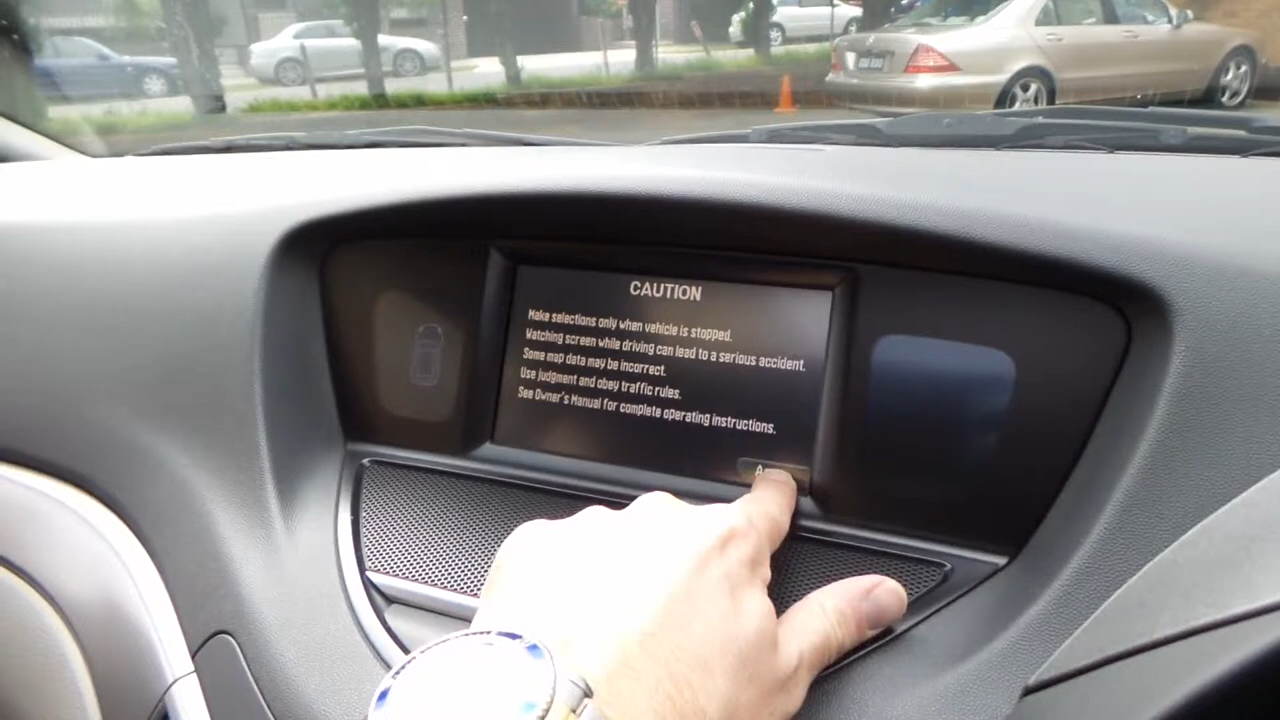 CAUTION
Make selections only when vehicle is stopped.
Watching screen while driving can lead to a serious accident.
Some map data may be incorrect.
Use judgment and obey traffic rules.
See Owner's Manual for complete operating instructions.